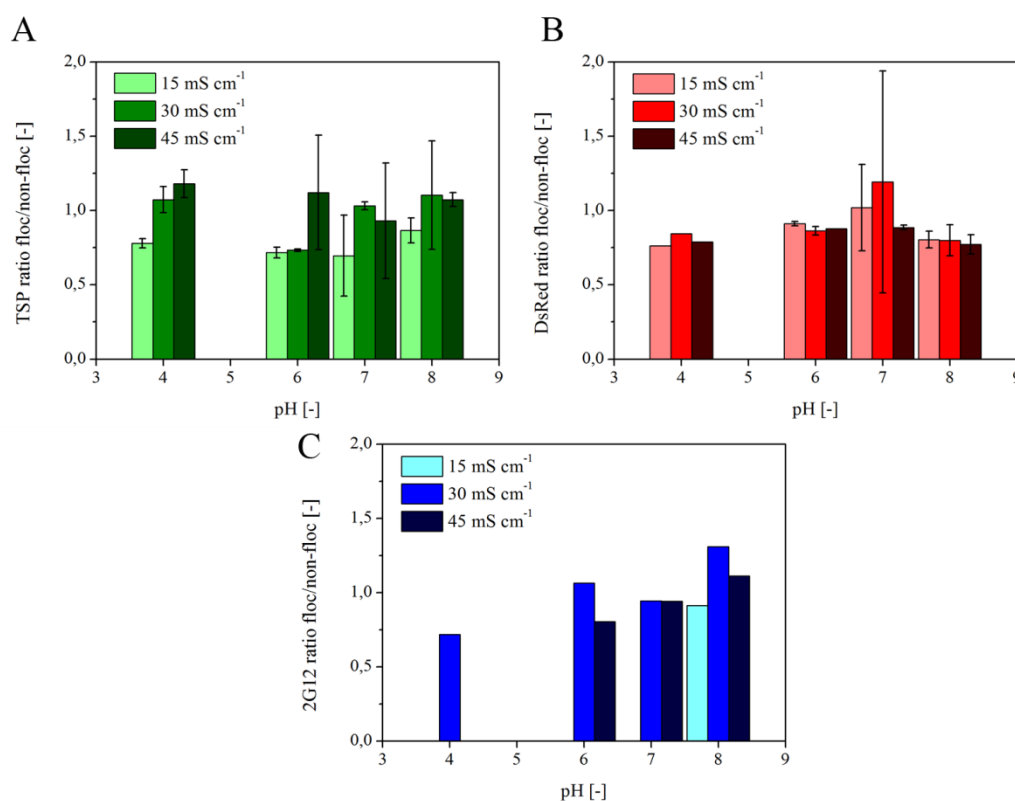 A
TSP ratio floc/non-floc [-]
2,0
1,5
1,0
0,5
0,0
15 mS cm⁻¹
30 mS cm⁻¹
45 mS cm⁻¹
3 4 5 6 7 8 9
pH [-]
B
DsRed ratio floc/non-floc [-]
2,0
1,5
1,0
0,5
0,0
15 mS cm⁻¹
30 mS cm⁻¹
45 mS cm⁻¹
3 4 5 6 7 8 9
pH [-]
C
2G12 ratio floc/non-floc [-]
2,0
1,5
1,0
0,5
0,0
15 mS cm⁻¹
30 mS cm⁻¹
45 mS cm⁻¹
3 4 5 6 7 8 9
pH [-]